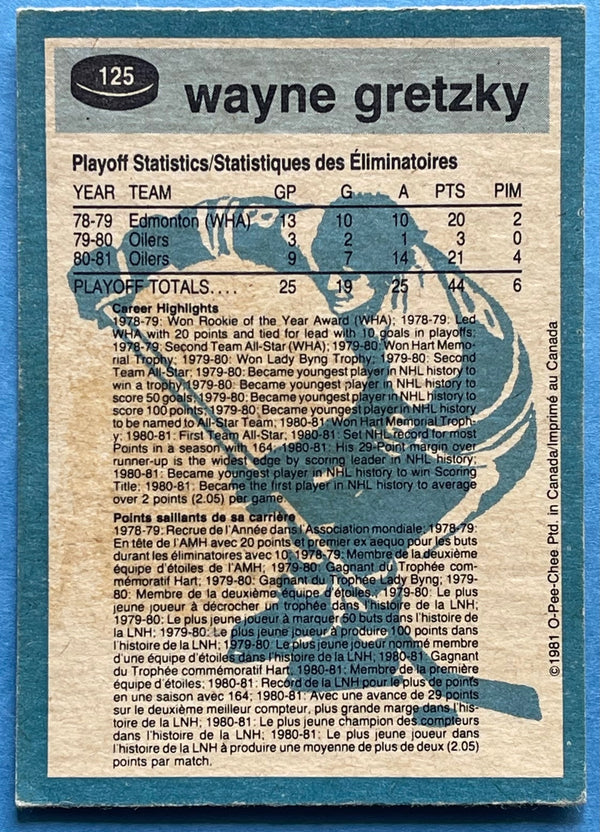 125
wayne gretzky
Playoff Statistics/Statistiques des Éliminatoires
YEAR TEAM GP G A PTS PIM
78-79 Edmonton (WHA) 13 10 10 20 2
79-80 Oilers 3 2 1 3 0
80-81 Oilers 9 7 14 21 4
PLAYOFF TOTALS.... 25 19 25 44 6
Career Highlights
1978-79: Won Rookie of the Year Award (WHA); 1978-79: Led
WHA with 20 points and tied for lead with 10 goals in playoffs;
1978-79: Second Team All-Star (WHA); 1979-80: Won Hart Memo-
rial Trophy; 1979-80: Won Lady Byng Trophy; 1979-80: Second
Team All-Star; 1979-80: Became youngest player in NHL history to
win a trophy; 1979-80: Became youngest player in NHL history to
score 50 goals; 1979-80: Became youngest player in NHL history to
score 100 points; 1979-80: Became youngest player in NHL history
to be named to All-Star Team; 1980-81: Won Hart Memorial Troph-
y; 1980-81: First Team All-Star; 1980-81: Set NHL record for most
Points in a season with 164; 1980-81: His 29-Point margin over
runner-up is the widest edge by scoring leader in NHL history;
1980-81: Became youngest player in NHL history to win Scoring
Title; 1980-81: Became the first player in NHL history to average
over 2 points (2.05) per game.
Points saillants de sa carrière
1978-79: Recrue de l'Année dans l'Association mondiale; 1978-79:
En tête de l'AMH avec 20 points et premier ex aequo pour les buts
durant les éliminatoires avec 10; 1978-79: Membre de la deuxième
équipe d'étoiles de l'AMH; 1979-80: Gagnant du Trophée com-
mémoratif Hart; 1979-80: Gagnant du Trophée Lady Byng; 1979-
80: Membre de la deuxième équipe d'étoiles; 1979-80: Le plus
jeune joueur à décrocher un trophée dans l'histoire de la LNH;
1979-80: Le plus jeune joueur à marquer 50 buts dans l'histoire de
la LNH; 1979-80: Le plus jeune joueur à produire 100 points dans
l'histoire de la LNH; 1979-80: Le plus jeune joueur nommé membre
d'une équipe d'étoiles dans l'histoire de la LNH; 1980-81: Gagnant
du Trophée commémoratif Hart; 1980-81: Membre de la première
équipe d'étoiles; 1980-81: Record de la LNH pour le plus de points
en une saison avec 164; 1980-81: Avec une avance de 29 points
sur le deuxième meilleur compteur, plus grande marge dans l'his-
toire de la LNH; 1980-81: Le plus jeune champion des compteurs
dans l'histoire de la LNH; 1980-81: Le plus jeune joueur dans
l'histoire de la LNH à produire une moyenne de plus de deux (2.05)
points par match.
©1981 O-Pee-Chee Ptd. in Canada/Imprimé au Canada